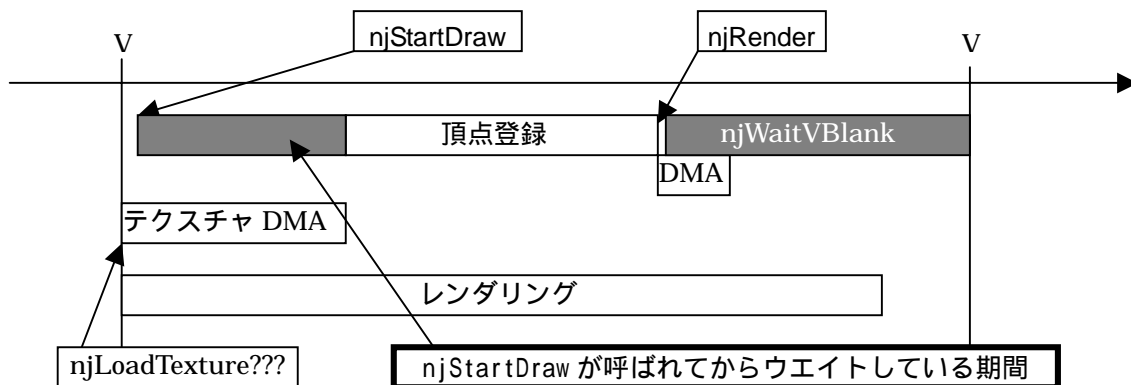 njStartDraw
njRender
V
V
頂点登録
njWaitVBlank
DMA
テクスチャ DMA
レンダリング
njLoadTexture???
njStartDraw が呼ばれてからウエイトしている期間